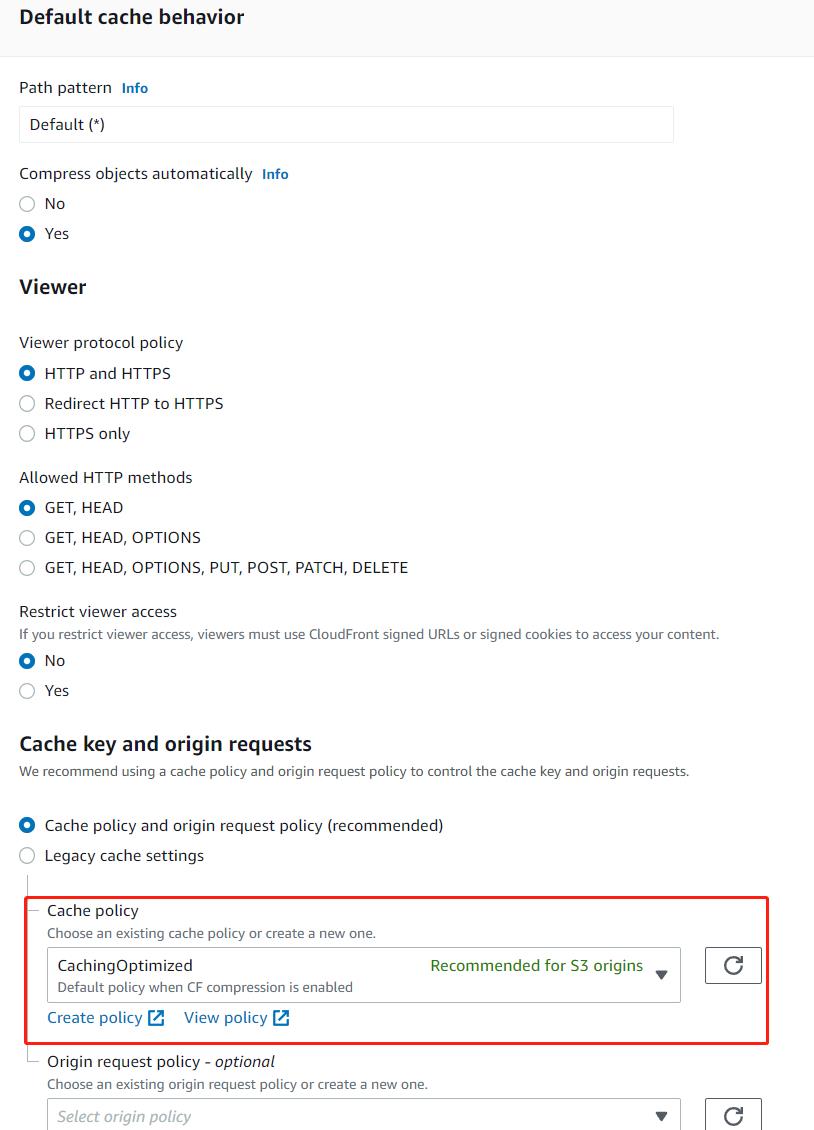 Default cache behavior
Path pattern Info
Default (*)
Compress objects automatically Info
No
Yes
Viewer
Viewer protocol policy
HTTP and HTTPS
Redirect HTTP to HTTPS
HTTPS only
Allowed HTTP methods
GET, HEAD
GET, HEAD, OPTIONS
GET, HEAD, OPTIONS, PUT, POST, PATCH, DELETE
Restrict viewer access
If you restrict viewer access, viewers must use CloudFront signed URLs or signed cookies to access your content.
No
Yes
Cache key and origin requests
We recommend using a cache policy and origin request policy to control the cache key and origin requests.
Cache policy and origin request policy (recommended)
Legacy cache settings
Cache policy
Choose an existing cache policy or create a new one.
CachingOptimized Recommended for S3 origins
Default policy when CF compression is enabled
Create policy View policy
Origin request policy - optional
Choose an existing origin request policy or create a new one.
Select origin policy